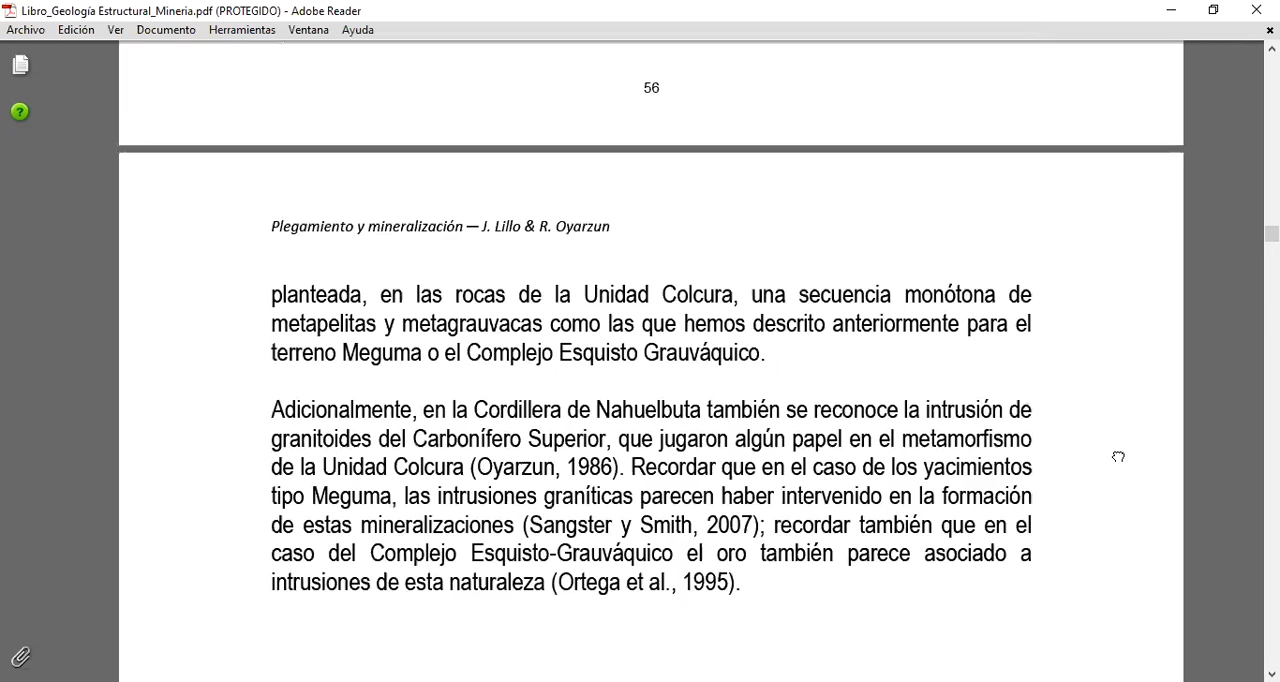 Libro_Geología Estructural_Mineria.pdf (PROTEGIDO) - Adobe Reader
Archivo Edición Ver Documento Herramientas Ventana Ayuda
56
Plegamiento y mineralización — J. Lillo & R. Oyarzun
planteada, en las rocas de la Unidad Colcura, una secuencia monótona de
metapelitas y metagrauvacas como las que hemos descrito anteriormente para el
terreno Meguma o el Complejo Esquisto Grauváquico.
Adicionalmente, en la Cordillera de Nahuelbuta también se reconoce la intrusión de
granitoides del Carbonífero Superior, que jugaron algún papel en el metamorfismo
de la Unidad Colcura (Oyarzun, 1986). Recordar que en el caso de los yacimientos
tipo Meguma, las intrusiones graníticas parecen haber intervenido en la formación
de estas mineralizaciones (Sangster y Smith, 2007); recordar también que en el
caso del Complejo Esquisto-Grauváquico el oro también parece asociado a
intrusiones de esta naturaleza (Ortega et al., 1995).